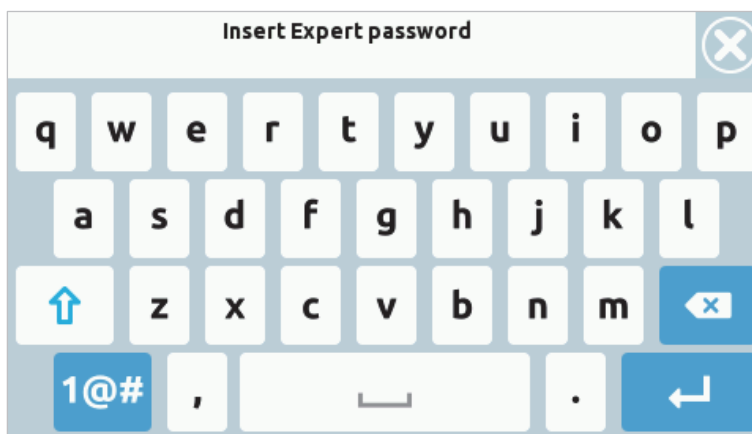 Insert Expert password
q w e r t y u i o p
a s d f g h j k l
z x c v b n m
1@# , .